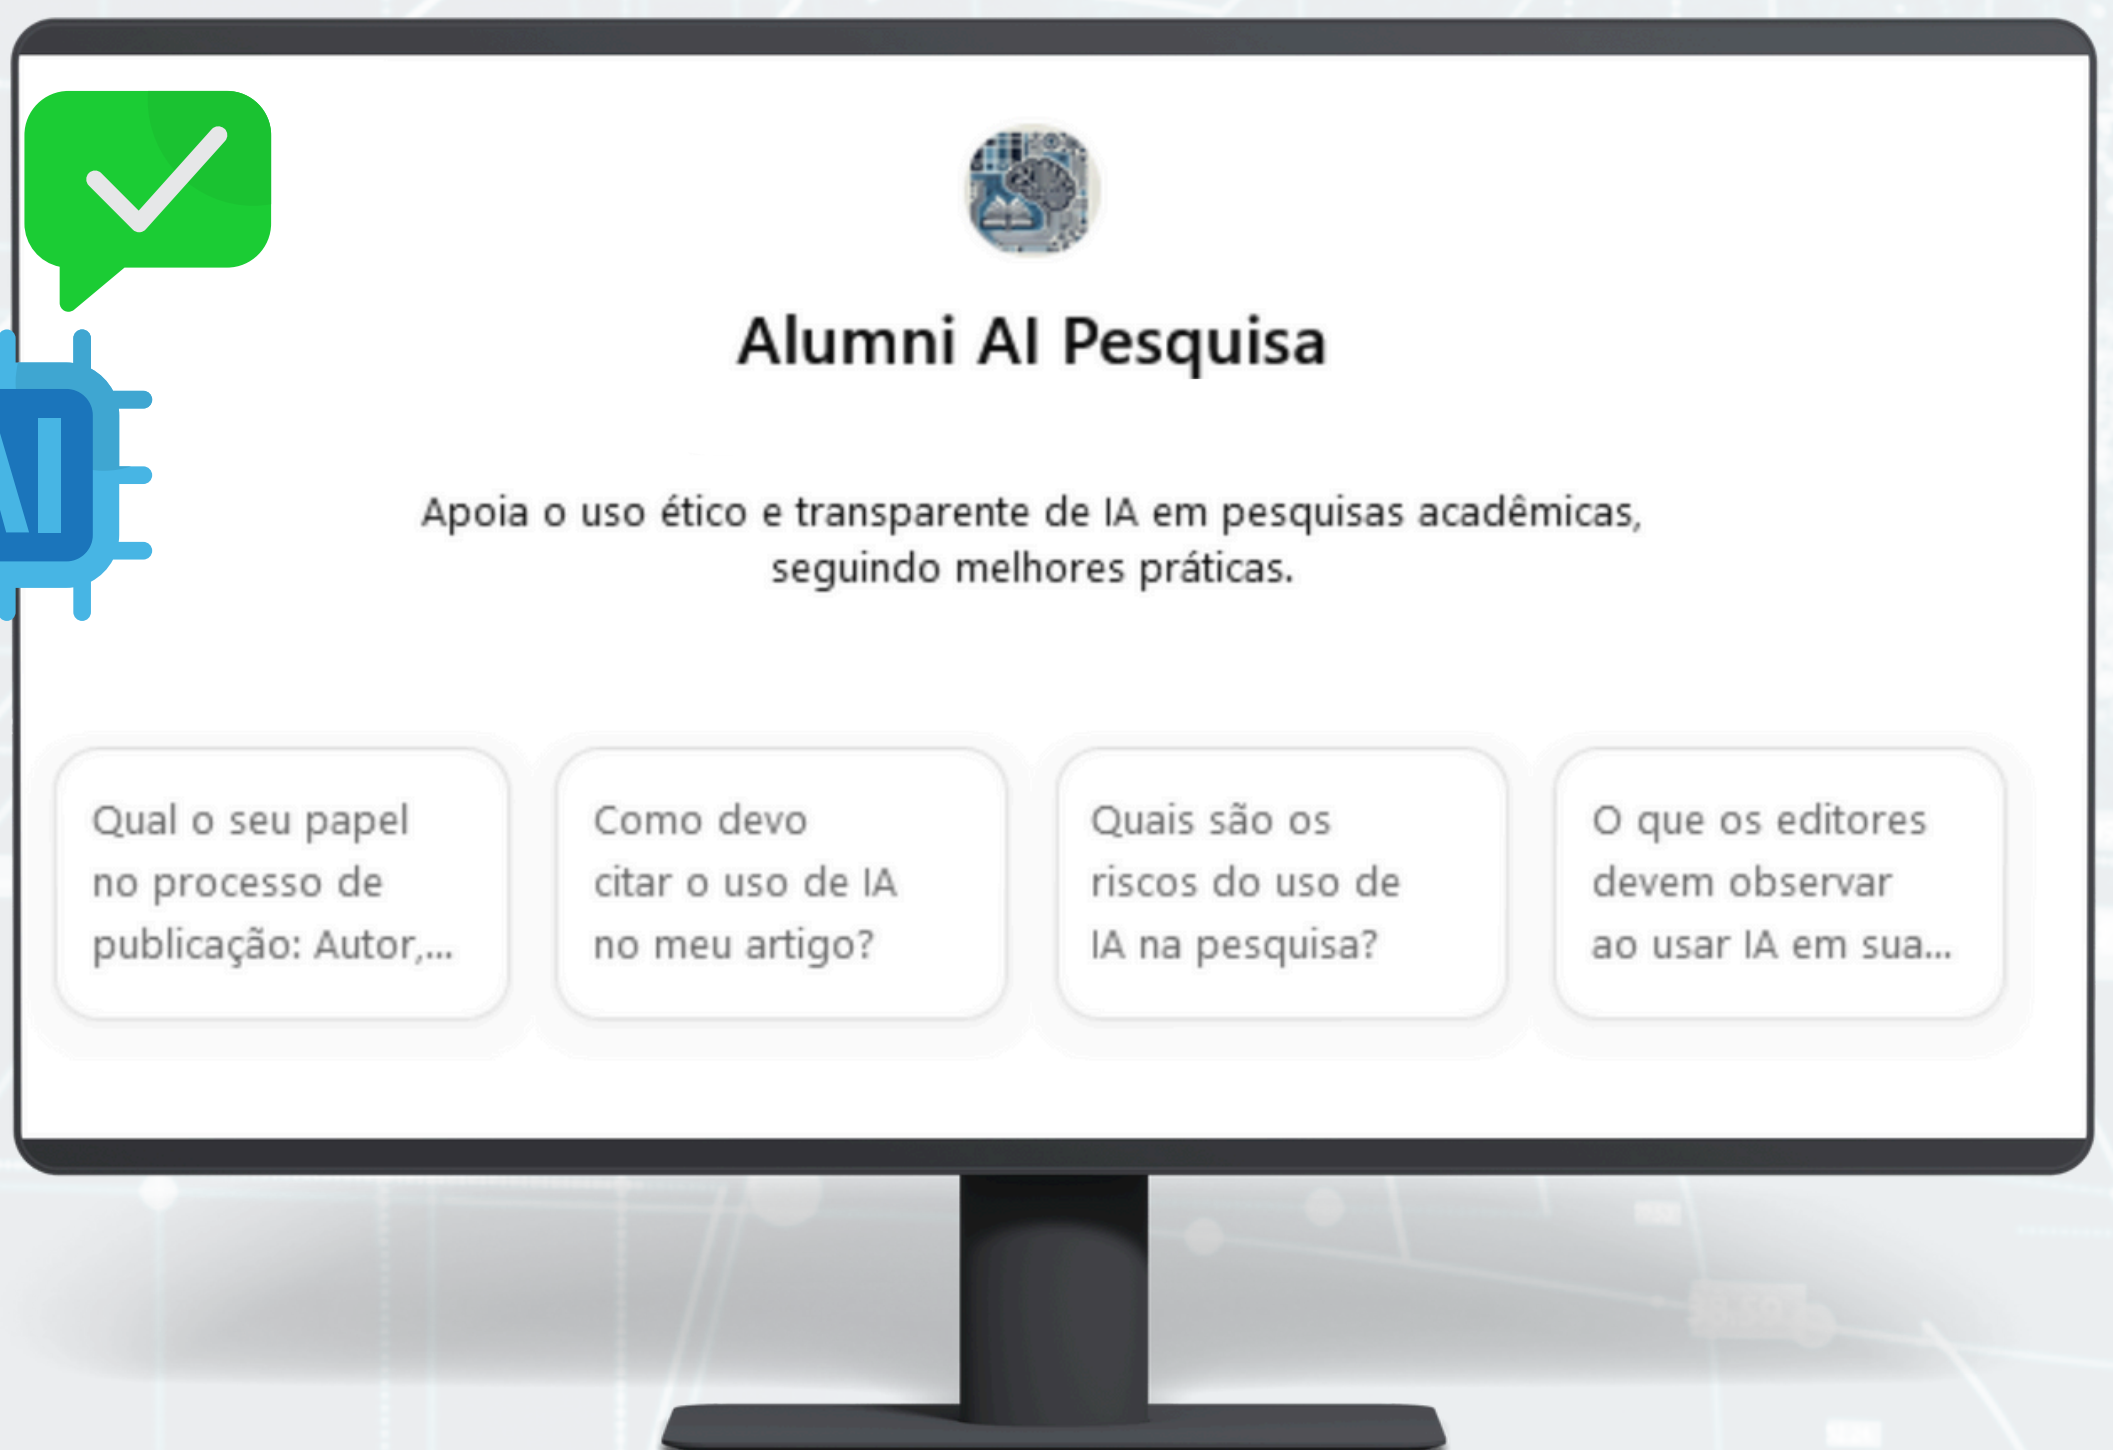 Alumni AI Pesquisa
AI
Apoia o uso ético e transparente de IA em pesquisas acadêmicas,
seguindo melhores práticas.
Qual o seu papel
no processo de
publicação: Autor,...
Como devo
citar o uso de IA
no meu artigo?
Quais são os
riscos do uso de
IA na pesquisa?
O que os editores
devem observar
ao usar IA em sua...